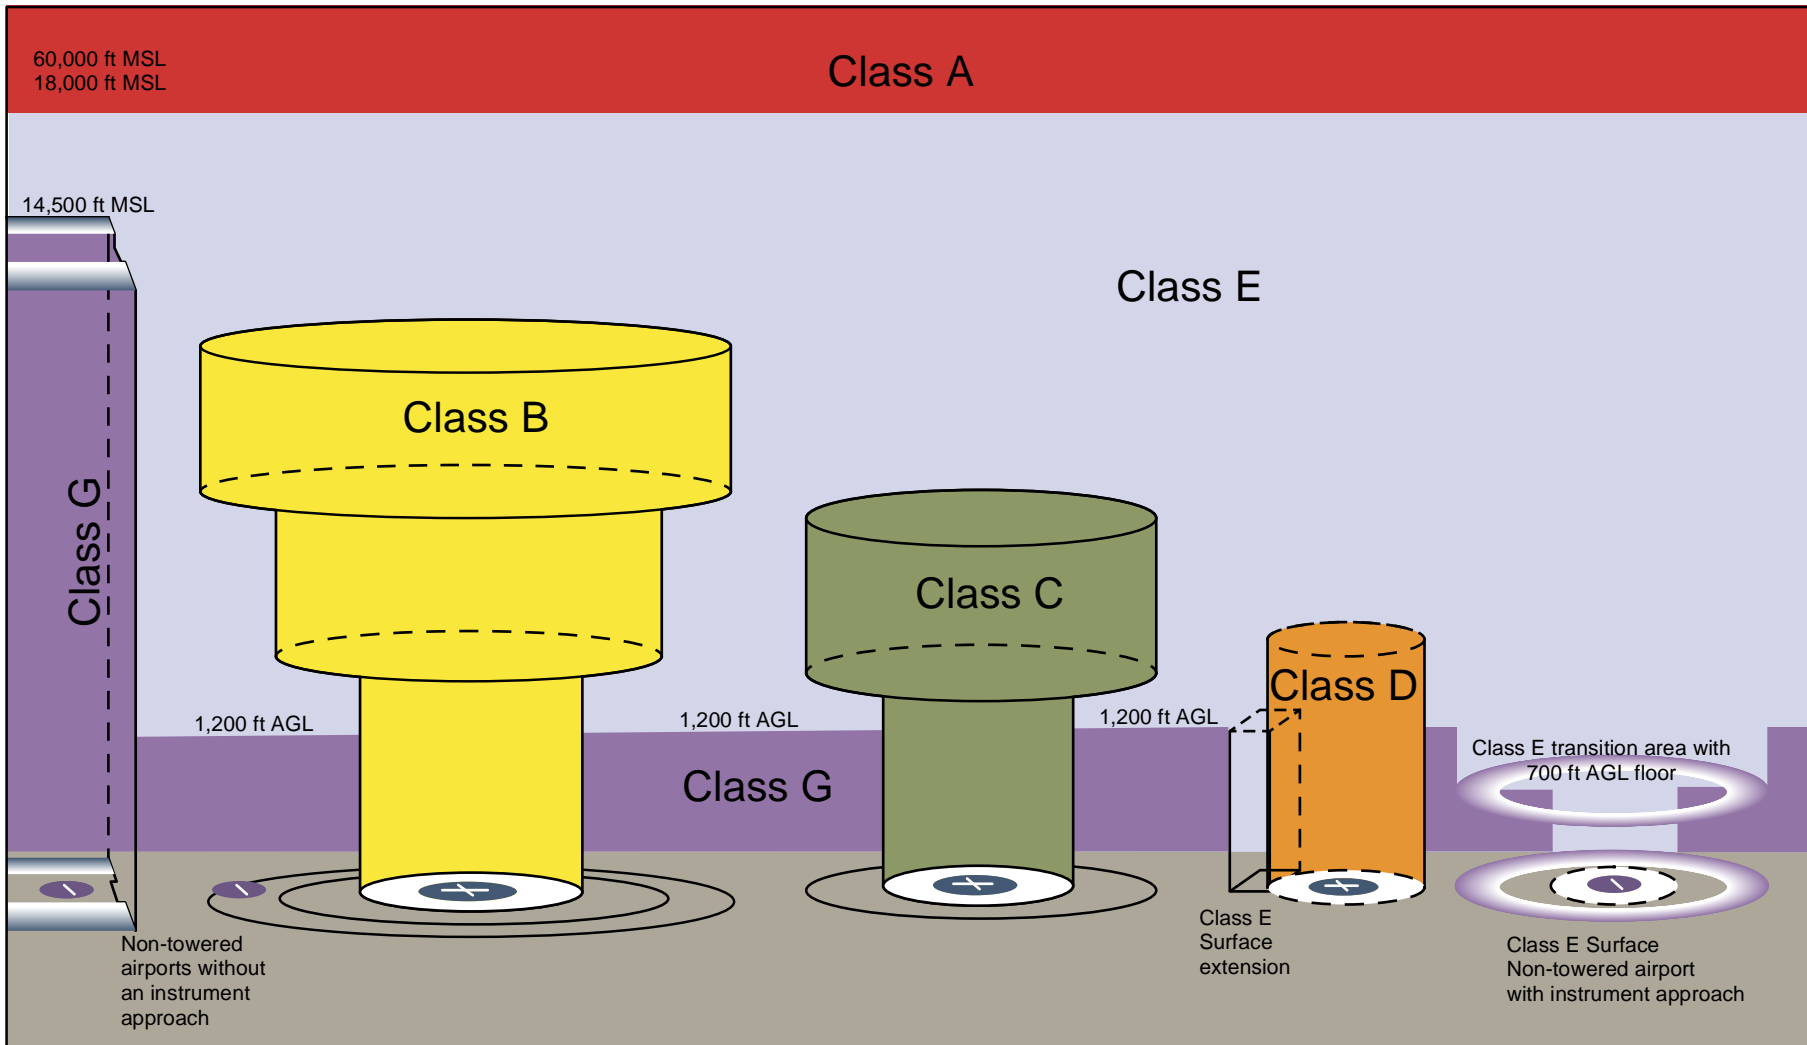 60,000 ft MSL
18,000 ft MSL
Class A
14,500 ft MSL
Class E
Class B
Class G
Class C
Class D
1,200 ft AGL
1,200 ft AGL
1,200 ft AGL
Class E transition area with
700 ft AGL floor
Class G
Class E
Surface
extension
Non-towered
airports without
an instrument
approach
Class E Surface
Non-towered airport
with instrument approach